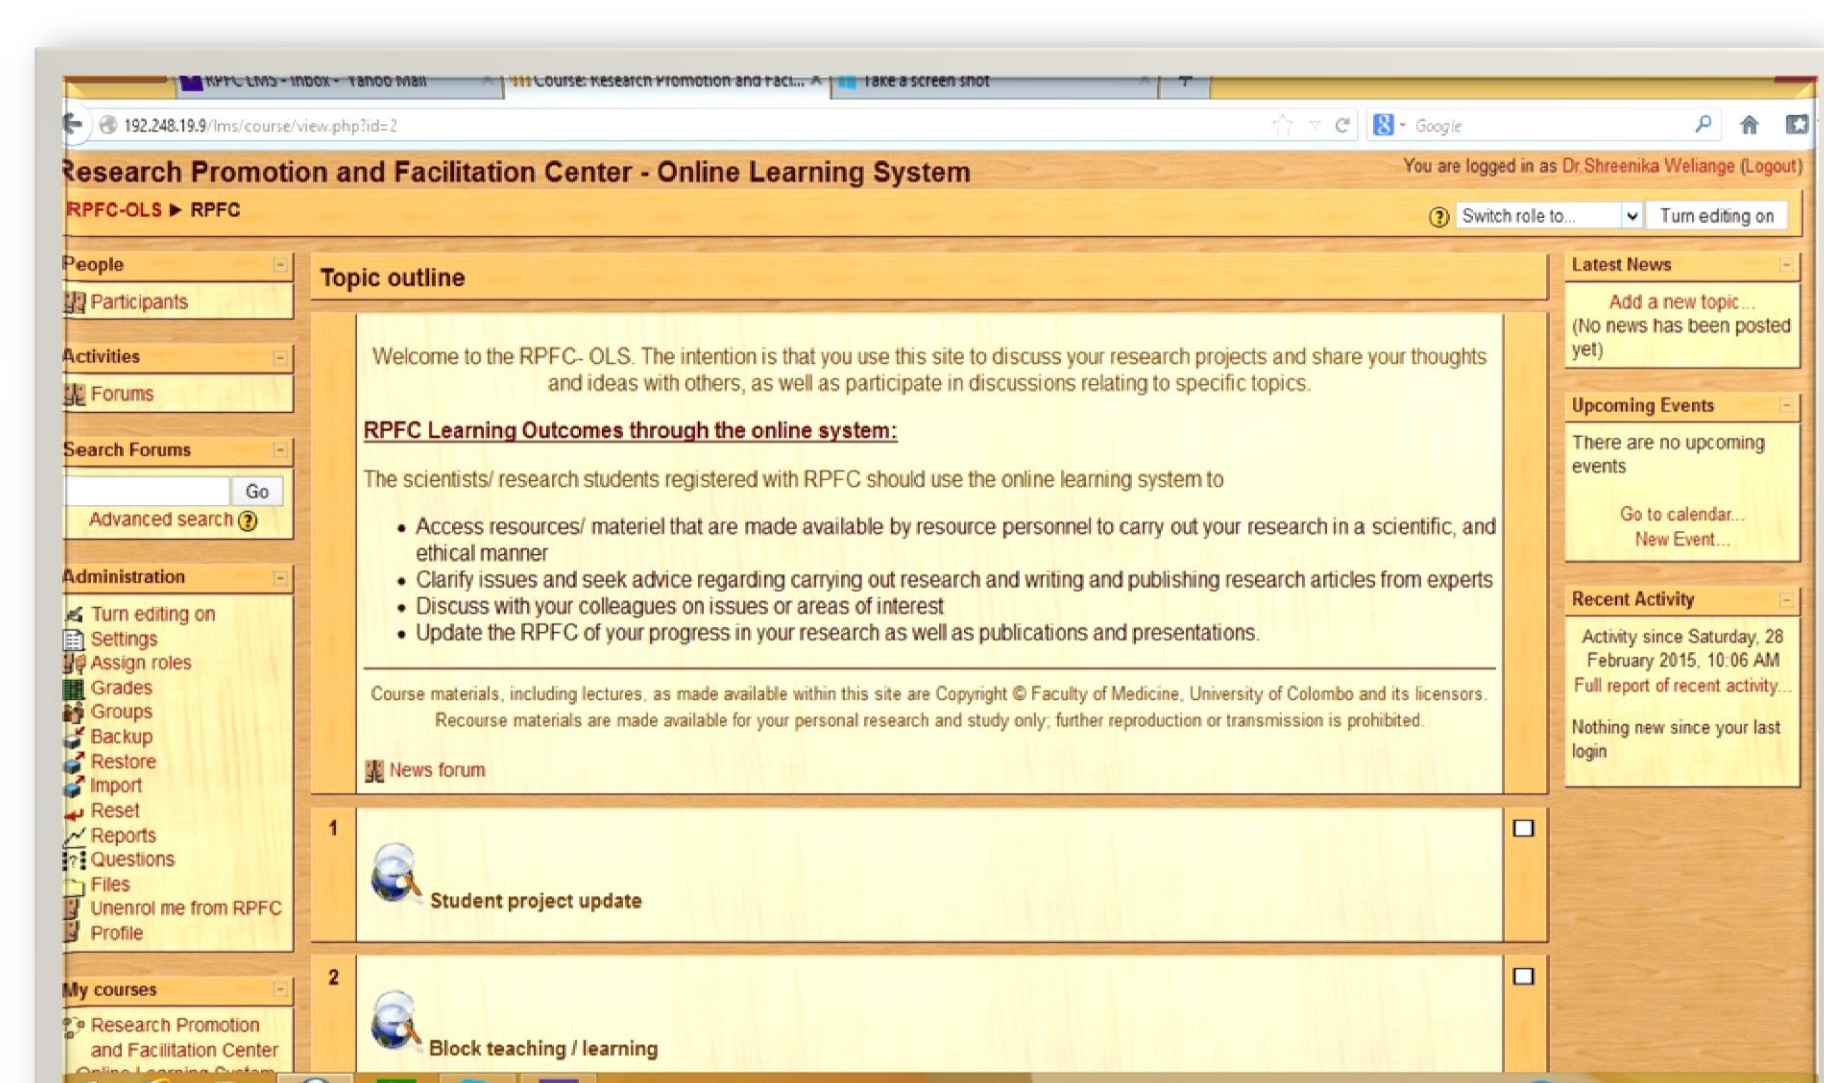 RPFC LMS - Inbox - Yahoo Mail
Course: Research Promotion and Faci...
Take a screen shot
192.248.19.9/lms/course/view.php?id=2
Google
Research Promotion and Facilitation Center - Online Learning System
You are logged in as Dr.Shreenika Weliange (Logout)
RPFC-OLS ► RPFC
Switch role to...
Turn editing on
People
Participants
Activities
Forums
Search Forums
Go
Advanced search
Administration
Turn editing on
Settings
Assign roles
Grades
Groups
Backup
Restore
Import
Reset
Reports
Questions
Files
Unenrol me from RPFC
Profile
My courses
Research Promotion
and Facilitation Center
Online Learning System
Topic outline
Welcome to the RPFC- OLS. The intention is that you use this site to discuss your research projects and share your thoughts
and ideas with others, as well as participate in discussions relating to specific topics.
RPFC Learning Outcomes through the online system:
The scientists/ research students registered with RPFC should use the online learning system to
• Access resources/ materiel that are made available by resource personnel to carry out your research in a scientific, and
ethical manner
• Clarify issues and seek advice regarding carrying out research and writing and publishing research articles from experts
• Discuss with your colleagues on issues or areas of interest
• Update the RPFC of your progress in your research as well as publications and presentations.
Course materials, including lectures, as made available within this site are Copyright © Faculty of Medicine, University of Colombo and its licensors.
Recourse materials are made available for your personal research and study only; further reproduction or transmission is prohibited.
News forum
1
Student project update
2
Block teaching / learning
Latest News
Add a new topic...
(No news has been posted
yet)
Upcoming Events
There are no upcoming
events
Go to calendar...
New Event...
Recent Activity
Activity since Saturday, 28
February 2015, 10:06 AM
Full report of recent activity...
Nothing new since your last
login